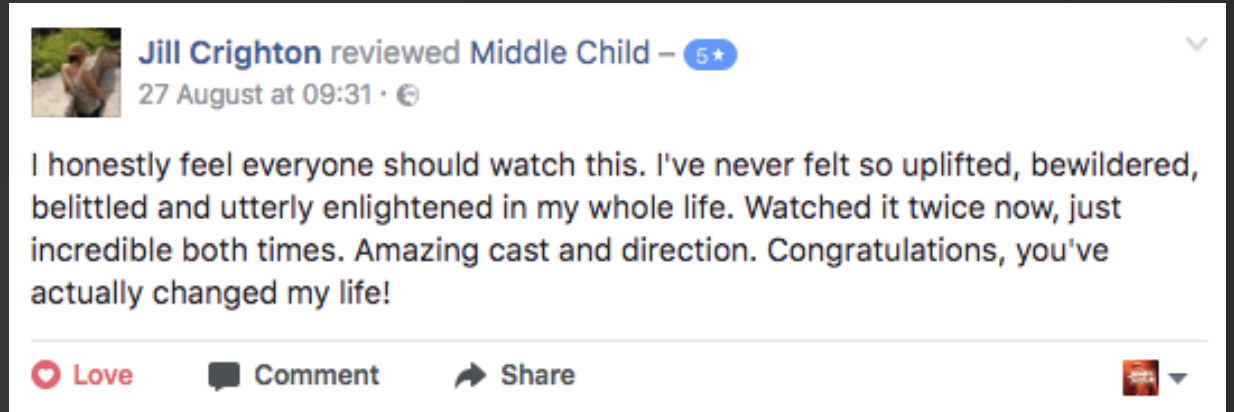 Jill Crighton reviewed Middle Child – 5★
27 August at 09:31 ·
I honestly feel everyone should watch this. I've never felt so uplifted, bewildered,
belittled and utterly enlightened in my whole life. Watched it twice now, just
incredible both times. Amazing cast and direction. Congratulations, you've
actually changed my life!
Love Comment Share